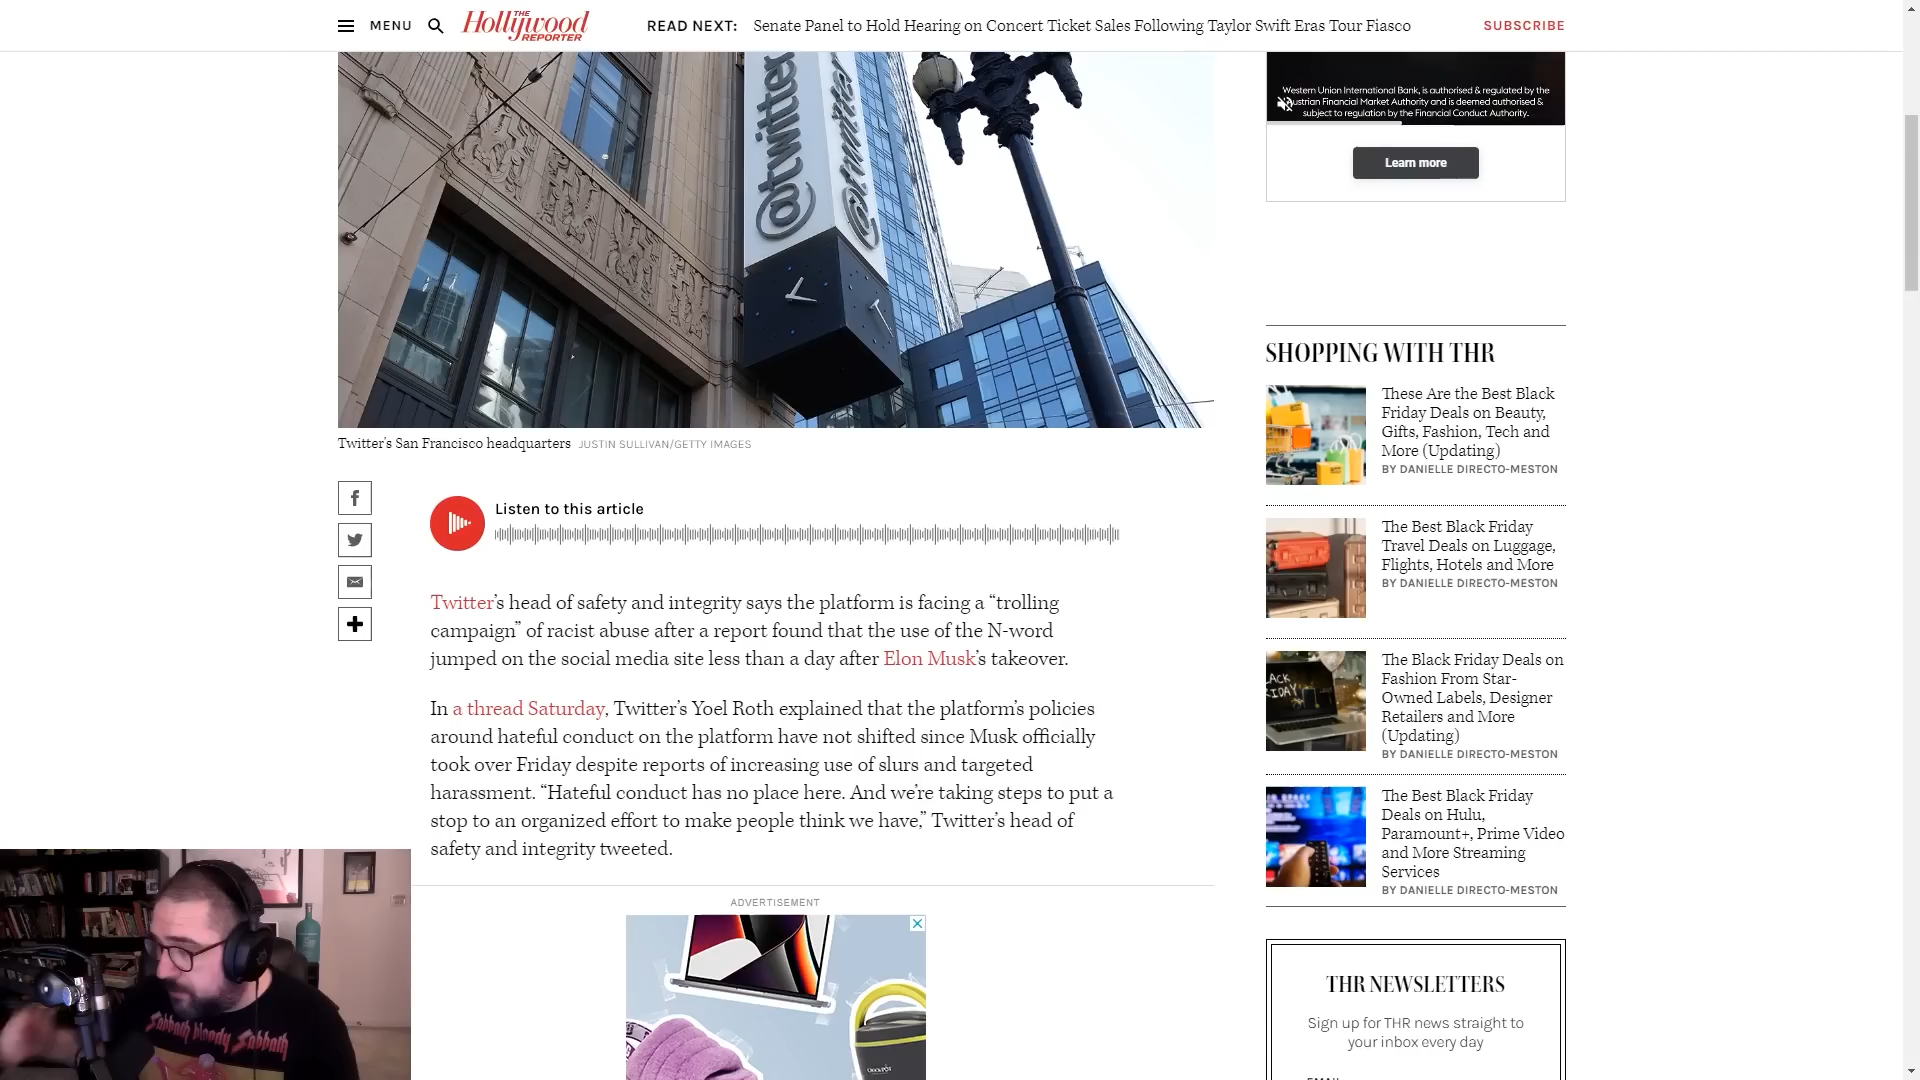 MENU
THE
Hollywood
REPORTER
READ NEXT: Senate Panel to Hold Hearing on Concert Ticket Sales Following Taylor Swift Eras Tour Fiasco
SUBSCRIBE
@twitter
@twitter
Twitter's San Francisco headquarters JUSTIN SULLIVAN/GETTY IMAGES
Listen to this article
Twitter's head of safety and integrity says the platform is facing a “trolling
campaign” of racist abuse after a report found that the use of the N-word
jumped on the social media site less than a day after Elon Musk's takeover.
In a thread Saturday, Twitter's Yoel Roth explained that the platform's policies
around hateful conduct on the platform have not shifted since Musk officially
took over Friday despite reports of increasing use of slurs and targeted
harassment. “Hateful conduct has no place here. And we're taking steps to put a
stop to an organized effort to make people think we have,” Twitter's head of
safety and integrity tweeted.
ADVERTISEMENT
CROCKPOT
Sabbath bloody Sabbath
Western Union International Bank, is authorised & regulated by the
Austrian Financial Market Authority and is deemed authorised &
subject to regulation by the Financial Conduct Authority.
Learn more
SHOPPING WITH THR
These Are the Best Black
Friday Deals on Beauty,
Gifts, Fashion, Tech and
More (Updating)
BY DANIELLE DIRECTO-MESTON
The Best Black Friday
Travel Deals on Luggage,
Flights, Hotels and More
BY DANIELLE DIRECTO-MESTON
The Black Friday Deals on
Fashion From Star-
Owned Labels, Designer
Retailers and More
(Updating)
BY DANIELLE DIRECTO-MESTON
The Best Black Friday
Deals on Hulu,
Paramount+, Prime Video
and More Streaming
Services
BY DANIELLE DIRECTO-MESTON
THR NEWSLETTERS
Sign up for THR news straight to
your inbox every day
EMAIL